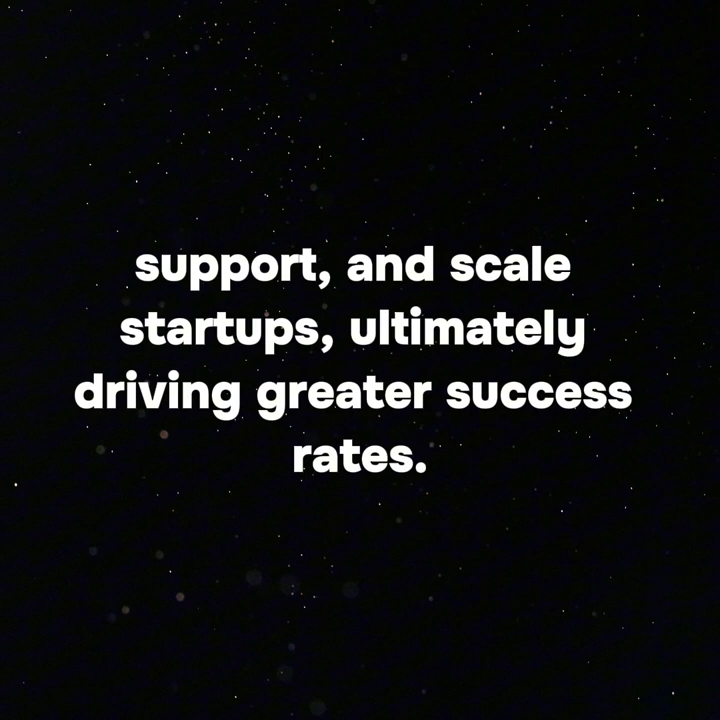 support, and scale
startups, ultimately
driving greater success
rates.